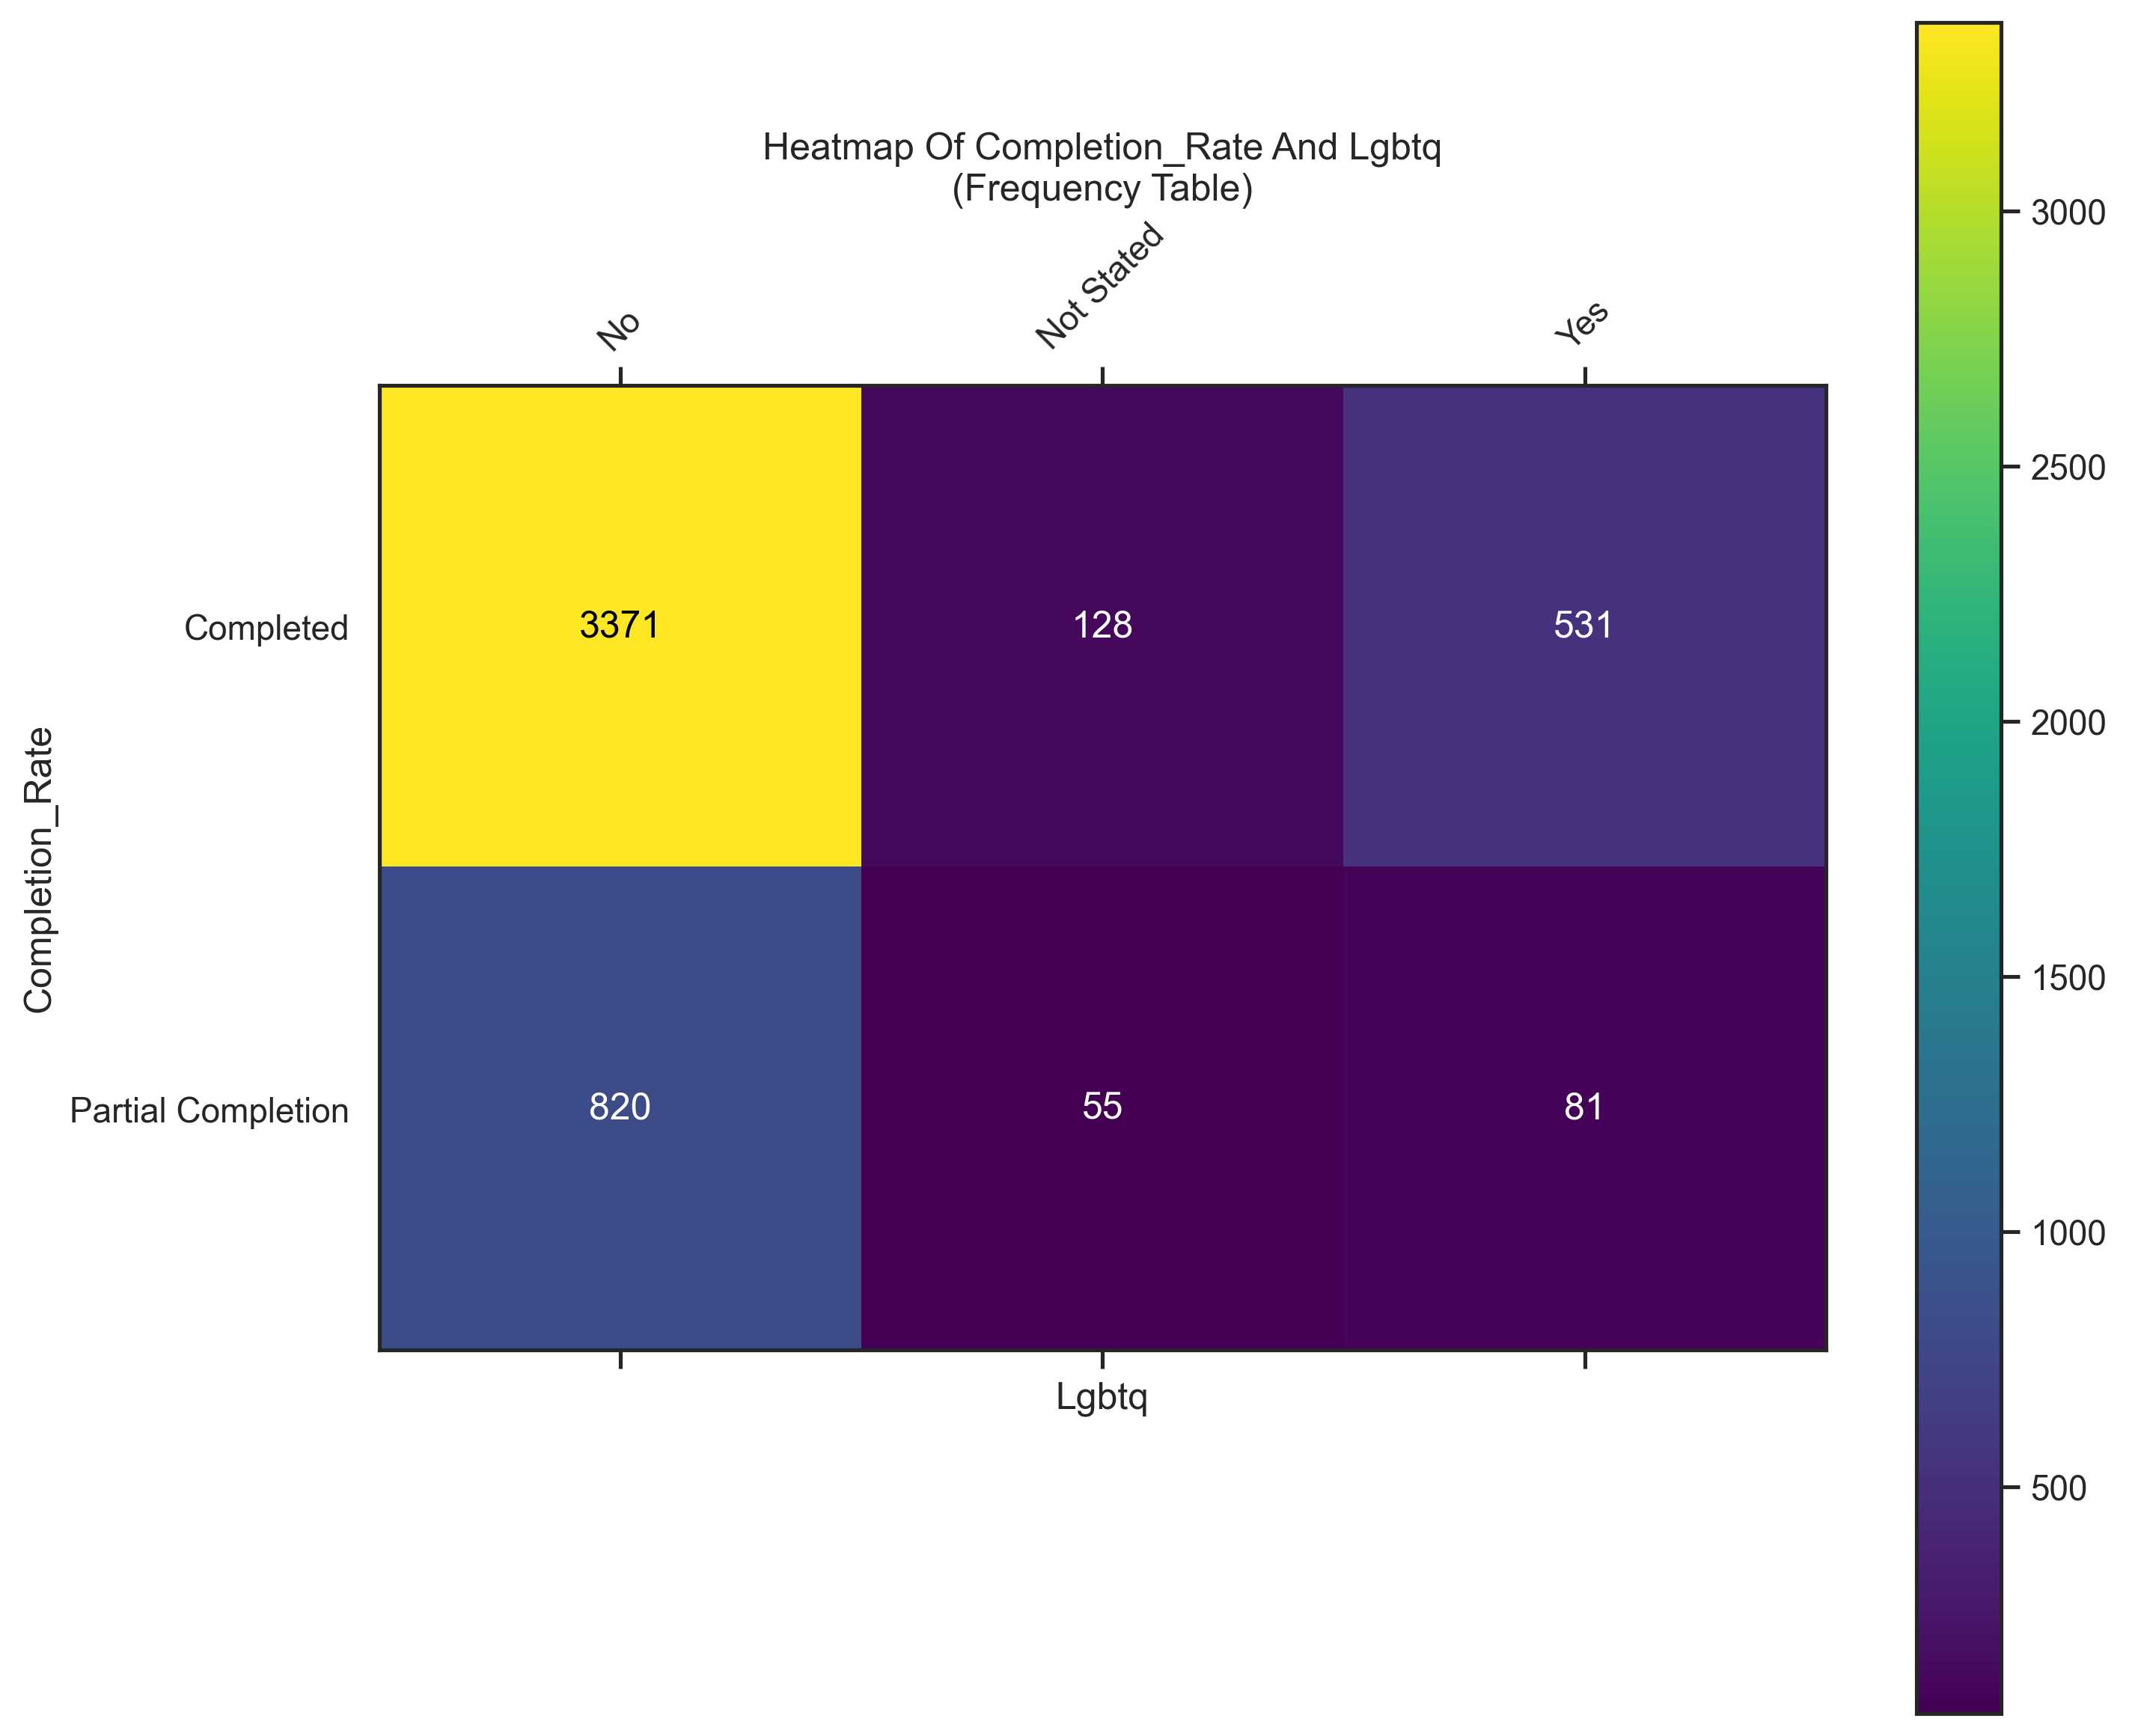 Heatmap Of Completion_Rate And Lgbtq
(Frequency Table)
No
Not Stated
Yes
Completion_Rate
Completed
3371
128
531
Partial Completion
820
55
81
Lgbtq
3000
2500
2000
1500
1000
500